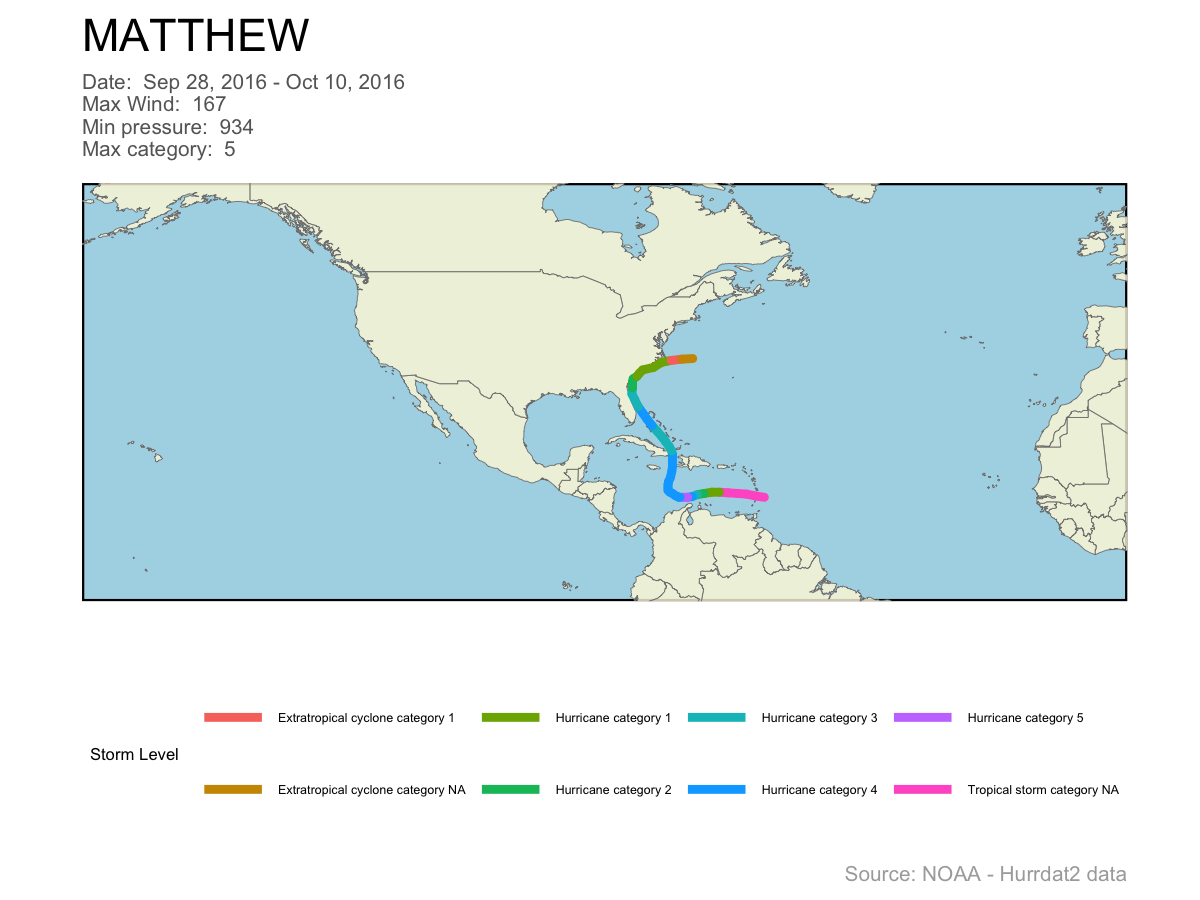 MATTHEW
Date:  Sep 28, 2016 - Oct 10, 2016
Max Wind:  167
Min pressure:  934
Max category:  5
Storm Level
Extratropical cyclone category 1
Hurricane category 1
Hurricane category 3
Hurricane category 5
Extratropical cyclone category NA
Hurricane category 2
Hurricane category 4
Tropical storm category NA
Source: NOAA - Hurrdat2 data